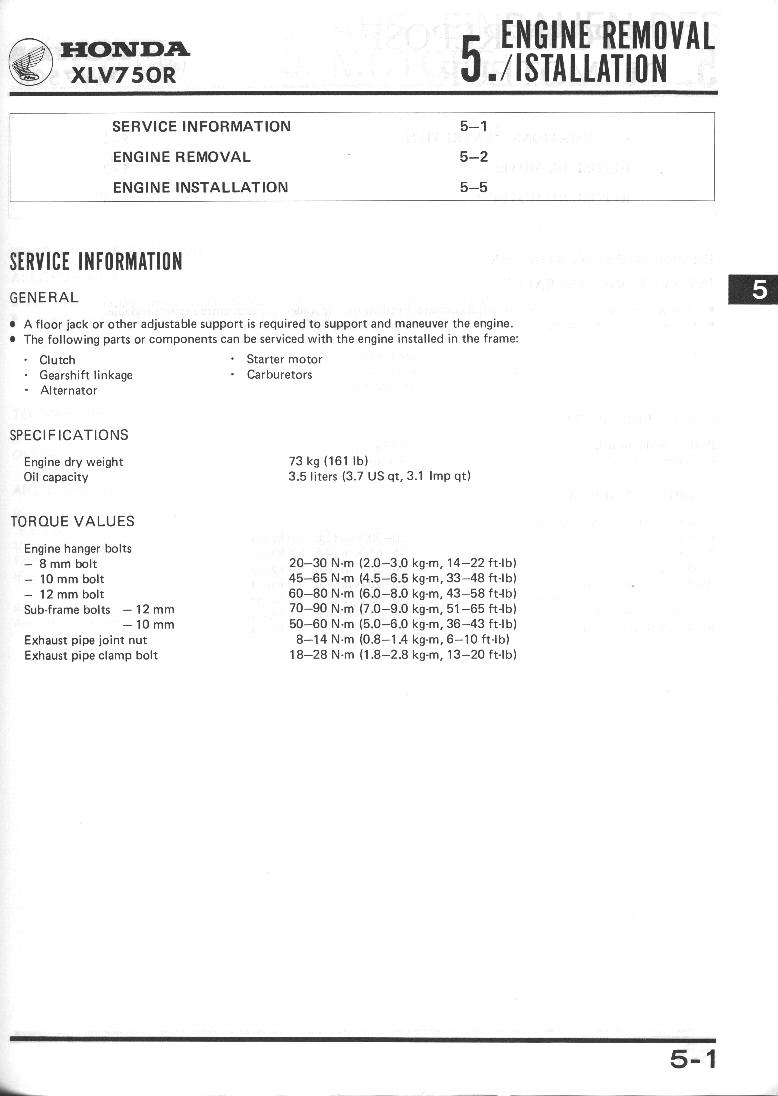 HONDA
XLV750R
5. ENGINE REMOVAL
/ISTALLATION
SERVICE INFORMATION 5–1
ENGINE REMOVAL 5–2
ENGINE INSTALLATION 5–5
SERVICE INFORMATION
5
GENERAL
• A floor jack or other adjustable support is required to support and maneuver the engine.
• The following parts or components can be serviced with the engine installed in the frame:
· Clutch · Starter motor
· Gearshift linkage · Carburetors
· Alternator
SPECIFICATIONS
Engine dry weight 73 kg (161 lb)
Oil capacity 3.5 liters (3.7 US qt, 3.1 Imp qt)
TORQUE VALUES
Engine hanger bolts
– 8 mm bolt 20–30 N·m (2.0–3.0 kg-m, 14–22 ft-lb)
– 10 mm bolt 45–65 N·m (4.5–6.5 kg-m, 33–48 ft-lb)
– 12 mm bolt 60–80 N·m (6.0–8.0 kg-m, 43–58 ft-lb)
Sub-frame bolts – 12 mm 70–90 N·m (7.0–9.0 kg-m, 51–65 ft-lb)
– 10 mm 50–60 N·m (5.0–6.0 kg-m, 36–43 ft-lb)
Exhaust pipe joint nut 8–14 N·m (0.8–1.4 kg-m, 6–10 ft-lb)
Exhaust pipe clamp bolt 18–28 N·m (1.8–2.8 kg-m, 13–20 ft-lb)
5-1